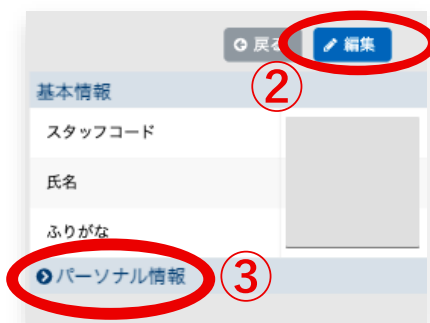 戻る 編集
②
基本情報
スタッフコード
氏名
ふりがな
パーソナル情報 ③